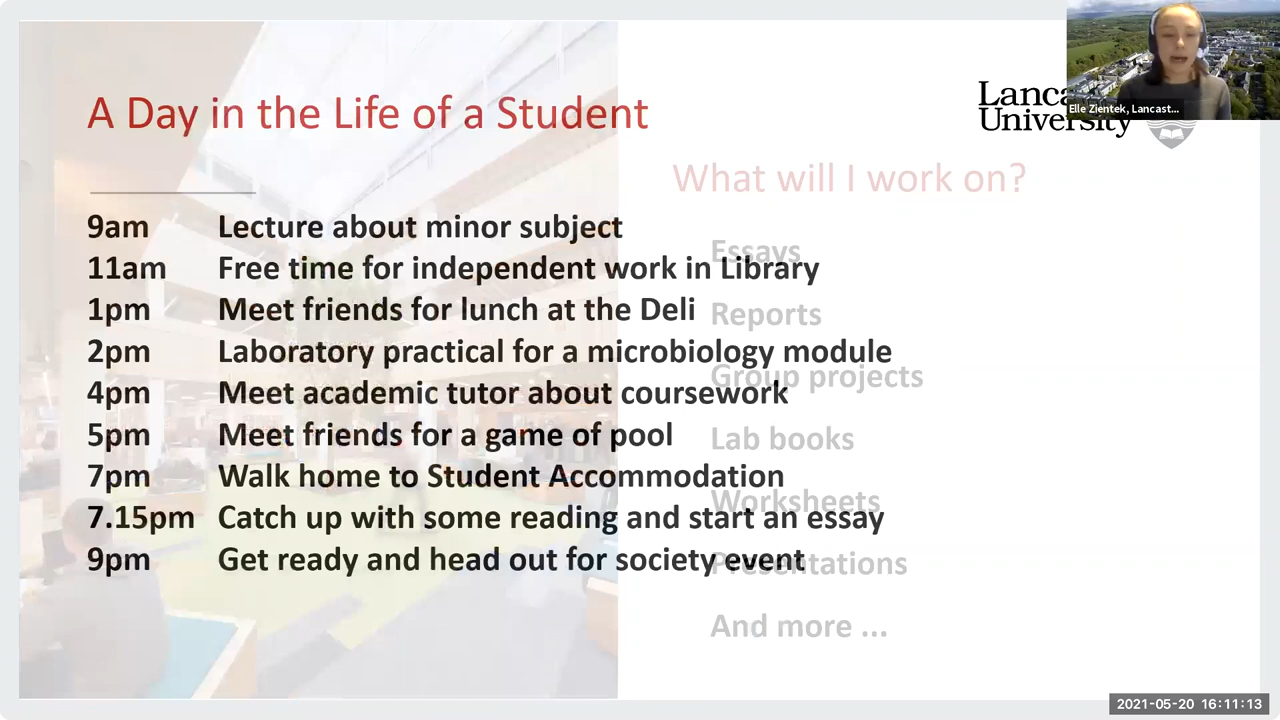 A Day in the Life of a Student
9am Lecture about minor subject
11am Free time for independent work in Library
1pm Meet friends for lunch at the Deli
2pm Laboratory practical for a microbiology module
4pm Meet academic tutor about coursework
5pm Meet friends for a game of pool
7pm Walk home to Student Accommodation
7.15pm Catch up with some reading and start an essay
9pm Get ready and head out for society event
What will I work on?
Essays
Reports
Group projects
Lab books
Worksheets
Presentations
And more ...
Lanca
University
Elle Zientek, Lancast...
2021-05-20 16:11:13